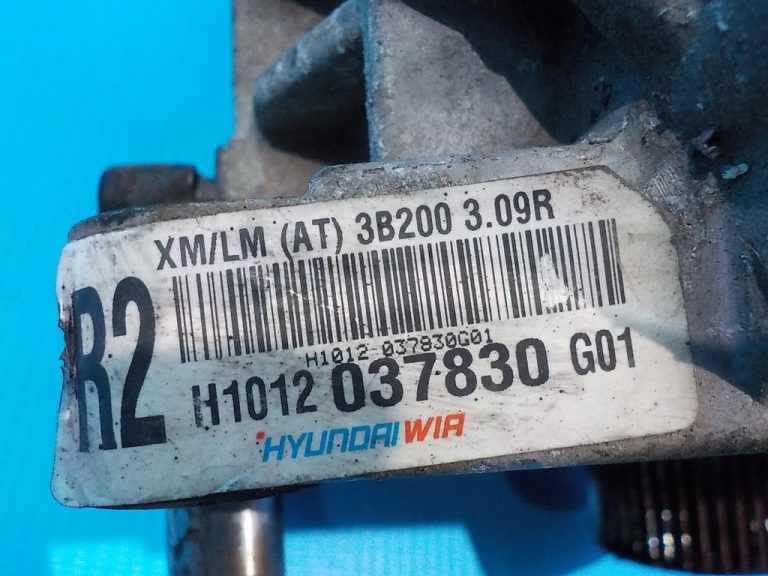 XM/LM (AT) 3B200 3.09R
R2
H1012-037830G01
H1012 037830 G01
HYUNDAI WIA